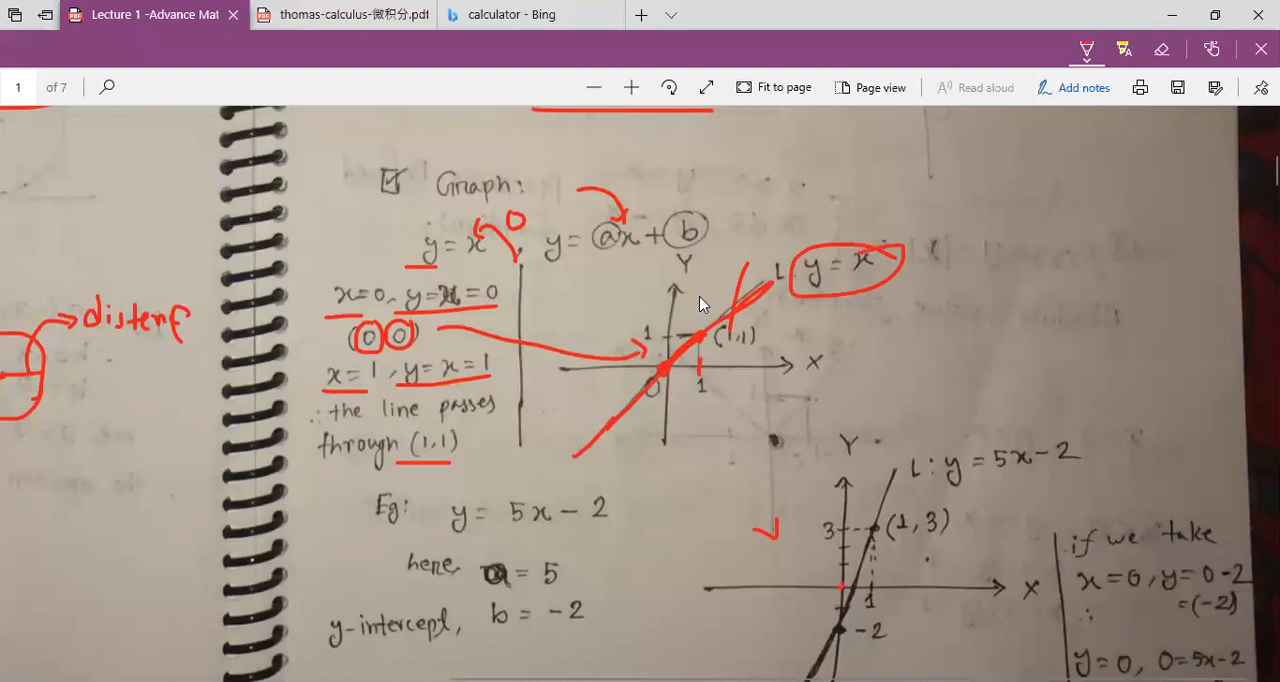 Lecture 1 -Advance Mat
thomas-calculus-微积分.pdf
calculator - Bing
1 of 7
Fit to page
Page view
Read aloud
Add notes
Graph:
0
y = x
y = ax + b
Y
L: y = x
x=0, y=x=0
(0,0)
distenf
1
(1,1)
x=1, y=x=1
X
0
1
∴ the line passes
through (1,1)
Y
L: y = 5x-2
Eg: y = 5x-2
3
(1,3)
if we take
here, a = 5
x=0, y=0-2
X
1
=(-2)
y-intercept, b = -2
∴
-2
y=0, 0=5x-2